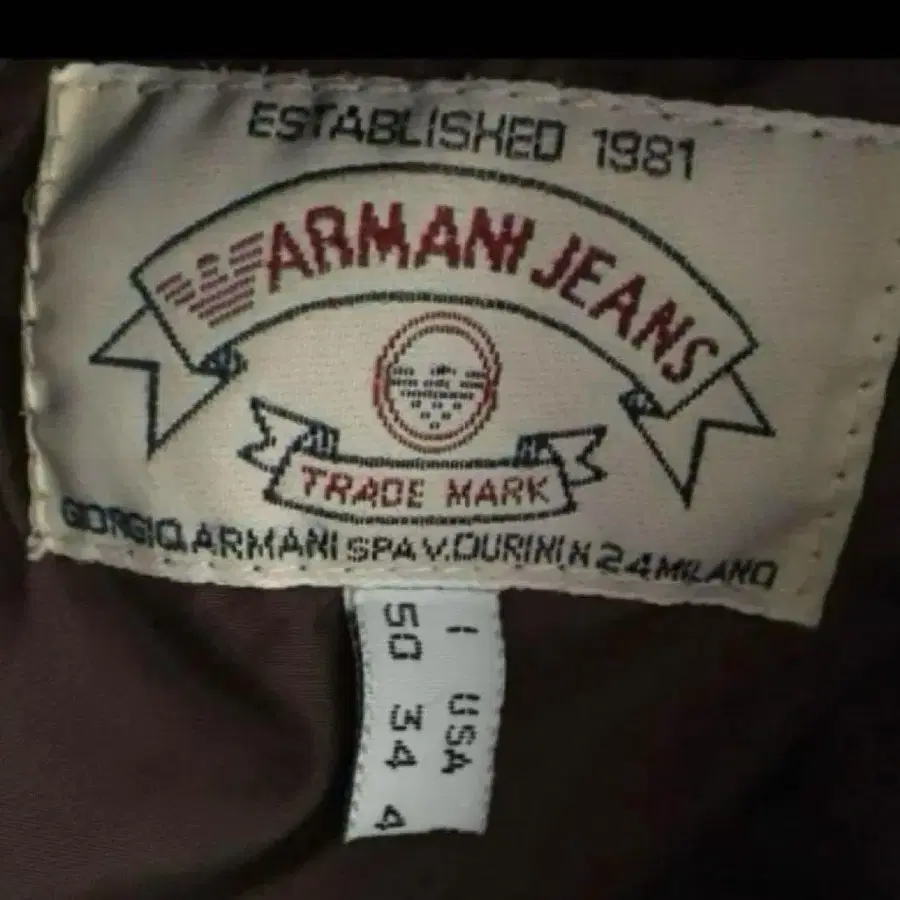 ESTABLISHED 1981
ARMANI JEANS
TRADE MARK
GIORGIO ARMANI SPA V.DURINI N 24 MILANO
I USA
50 34 4